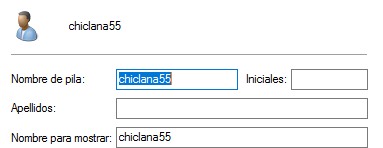 chiclana55
Nombre de pila: chiclana55 Iniciales:
Apellidos:
Nombre para mostrar: chiclana55